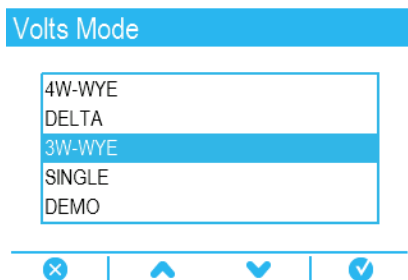 Volts Mode
4W-WYE
DELTA
3W-WYE
SINGLE
DEMO